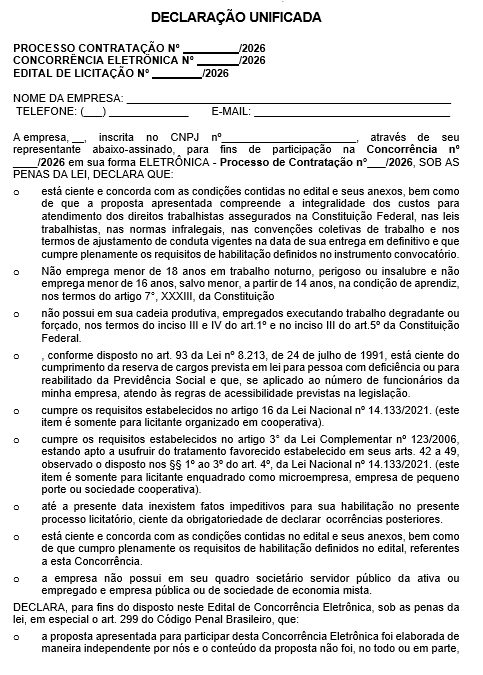 DECLARAÇÃO UNIFICADA
PROCESSO CONTRATAÇÃO Nº _________/2026
CONCORRÊNCIA ELETRÔNICA Nº _______/2026
EDITAL DE LICITAÇÃO Nº ________/2026
NOME DA EMPRESA: ____________________________________________________
TELEFONE: (___) _____________ E-MAIL: ________________________________
A empresa, __, inscrita no CNPJ nº______________________, através de seu
representante abaixo-assinado, para fins de participação na Concorrência nº
____/2026 em sua forma ELETRÔNICA - Processo de Contratação nº___/2026, SOB AS
PENAS DA LEI, DECLARA QUE:
o está ciente e concorda com as condições contidas no edital e seus anexos, bem como
de que a proposta apresentada compreende a integralidade dos custos para
atendimento dos direitos trabalhistas assegurados na Constituição Federal, nas leis
trabalhistas, nas normas infralegais, nas convenções coletivas de trabalho e nos
termos de ajustamento de conduta vigentes na data de sua entrega em definitivo e que
cumpre plenamente os requisitos de habilitação definidos no instrumento convocatório.
o Não emprega menor de 18 anos em trabalho noturno, perigoso ou insalubre e não
emprega menor de 16 anos, salvo menor, a partir de 14 anos, na condição de aprendiz,
nos termos do artigo 7°, XXXIII, da Constituição
o não possui em sua cadeia produtiva, empregados executando trabalho degradante ou
forçado, nos termos do inciso III e IV do art.1º e no inciso III do art.5º da Constituição
Federal.
o , conforme disposto no art. 93 da Lei nº 8.213, de 24 de julho de 1991, está ciente do
cumprimento da reserva de cargos prevista em lei para pessoa com deficiência ou para
reabilitado da Previdência Social e que, se aplicado ao número de funcionários da
minha empresa, atendo às regras de acessibilidade previstas na legislação.
o cumpre os requisitos estabelecidos no artigo 16 da Lei Nacional nº 14.133/2021. (este
item é somente para licitante organizado em cooperativa).
o cumpre os requisitos estabelecidos no artigo 3° da Lei Complementar nº 123/2006,
estando apto a usufruir do tratamento favorecido estabelecido em seus arts. 42 a 49,
observado o disposto nos §§ 1º ao 3º do art. 4º, da Lei Nacional nº 14.133/2021. (este
item é somente para licitante enquadrado como microempresa, empresa de pequeno
porte ou sociedade cooperativa).
o até a presente data inexistem fatos impeditivos para sua habilitação no presente
processo licitatório, ciente da obrigatoriedade de declarar ocorrências posteriores.
o está ciente e concorda com as condições contidas no edital e seus anexos, bem como
de que cumpro plenamente os requisitos de habilitação definidos no edital, referentes
a esta Concorrência.
o a empresa não possui em seu quadro societário servidor público da ativa ou
empregado e empresa pública ou de sociedade de economia mista.
DECLARA, para fins do disposto neste Edital de Concorrência Eletrônica, sob as penas da
lei, em especial o art. 299 do Código Penal Brasileiro, que:
o a proposta apresentada para participar desta Concorrência Eletrônica foi elaborada de
maneira independente por nós e o conteúdo da proposta não foi, no todo ou em parte,